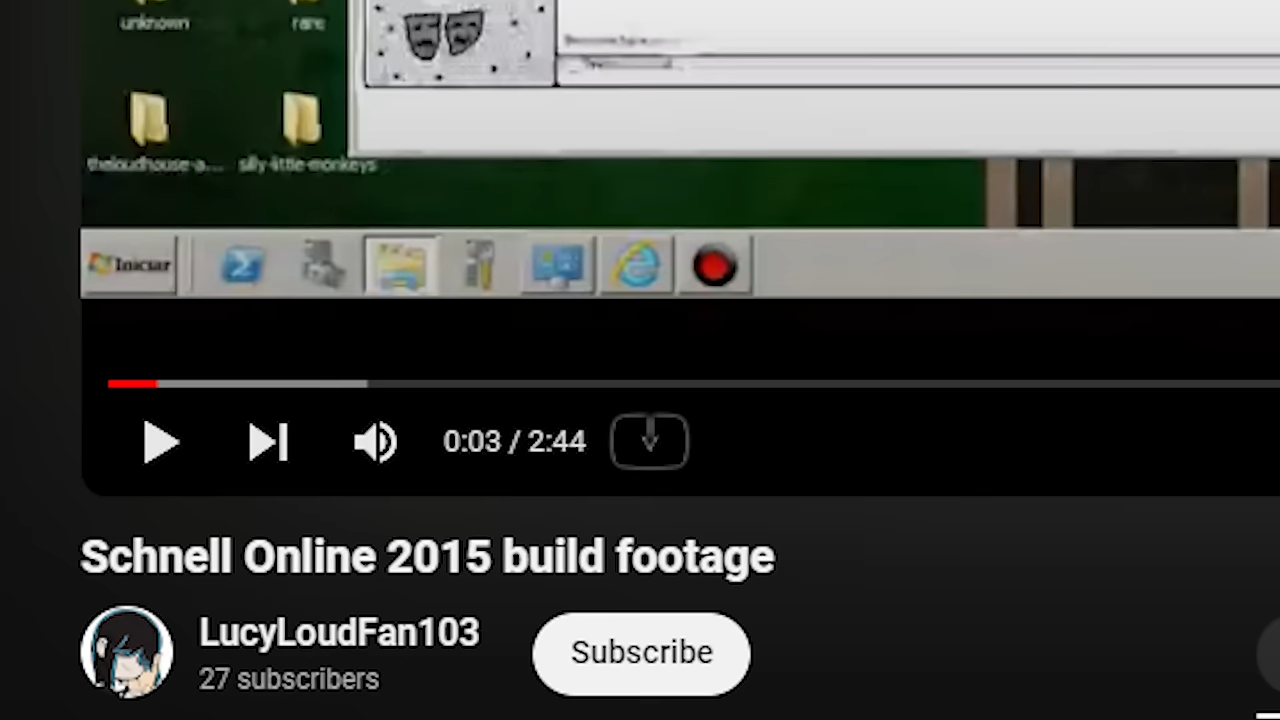 unknown rare
theloudhouse-a... silly-little-monkeys
Iniciar
0:03 / 2:44
Schnell Online 2015 build footage
LucyLoudFan103
27 subscribers
Subscribe